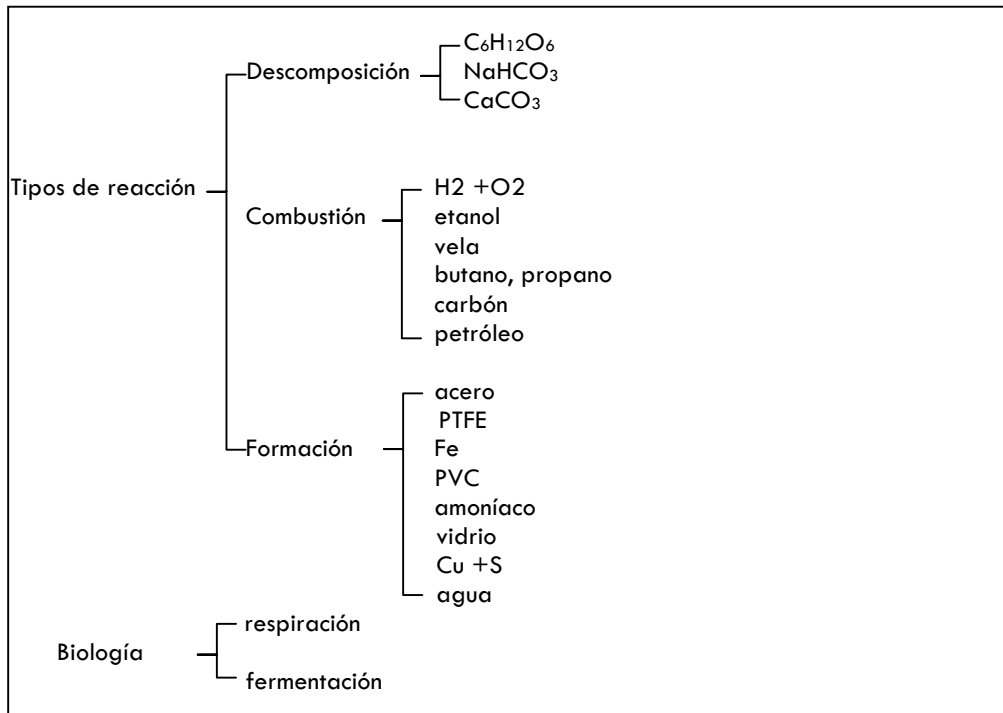 C₆H₁₂O₆
Descomposición
NaHCO₃
CaCO₃
Tipos de reacción
H2 +O2
Combustión
etanol
vela
butano, propano
carbón
petróleo
acero
PTFE
Formación
Fe
PVC
amoníaco
vidrio
Cu +S
agua
respiración
Biología
fermentación